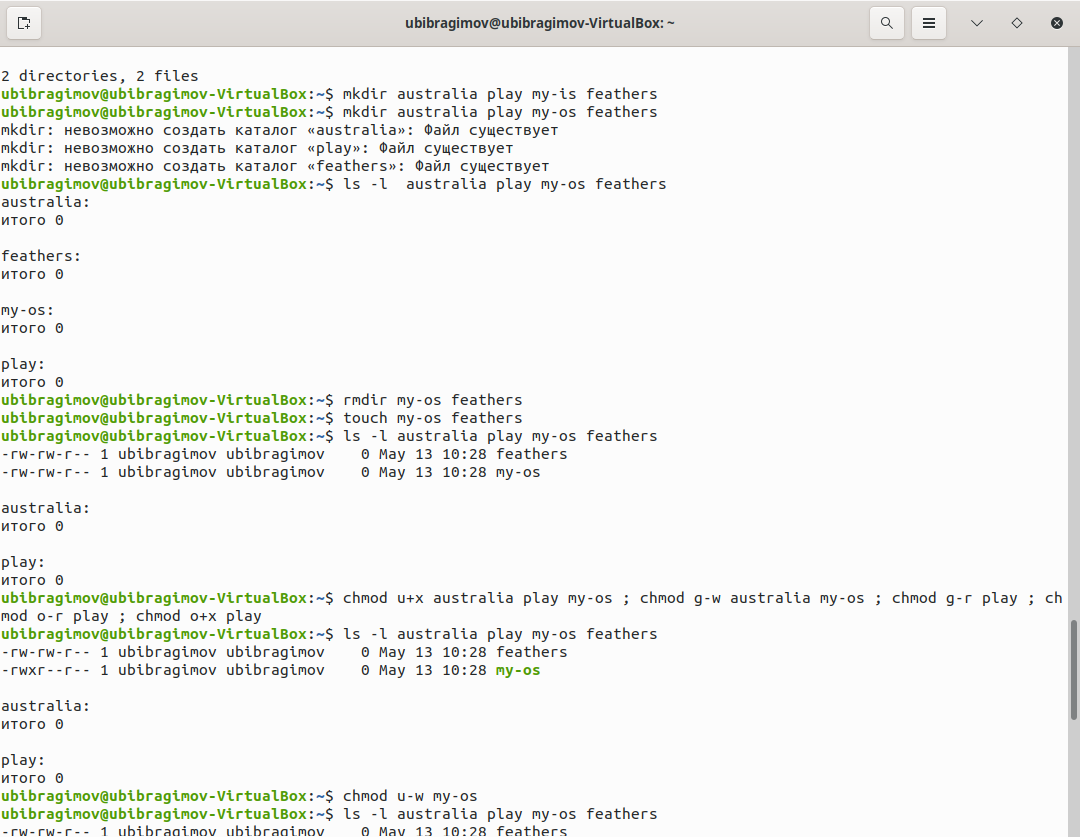 ubibragimov@ubibragimov-VirtualBox: ~
2 directories, 2 files
ubibragimov@ubibragimov-VirtualBox:~$ mkdir australia play my-is feathers
ubibragimov@ubibragimov-VirtualBox:~$ mkdir australia play my-os feathers
mkdir: невозможно создать каталог «australia»: Файл существует
mkdir: невозможно создать каталог «play»: Файл существует
mkdir: невозможно создать каталог «feathers»: Файл существует
ubibragimov@ubibragimov-VirtualBox:~$ ls -l  australia play my-os feathers
australia:
итого 0
feathers:
итого 0
my-os:
итого 0
play:
итого 0
ubibragimov@ubibragimov-VirtualBox:~$ rmdir my-os feathers
ubibragimov@ubibragimov-VirtualBox:~$ touch my-os feathers
ubibragimov@ubibragimov-VirtualBox:~$ ls -l australia play my-os feathers
-rw-rw-r-- 1 ubibragimov ubibragimov    0 May 13 10:28 feathers
-rw-rw-r-- 1 ubibragimov ubibragimov    0 May 13 10:28 my-os
australia:
итого 0
play:
итого 0
ubibragimov@ubibragimov-VirtualBox:~$ chmod u+x australia play my-os ; chmod g-w australia my-os ; chmod g-r play ; ch
mod o-r play ; chmod o+x play
ubibragimov@ubibragimov-VirtualBox:~$ ls -l australia play my-os feathers
-rw-rw-r-- 1 ubibragimov ubibragimov    0 May 13 10:28 feathers
-rwxr--r-- 1 ubibragimov ubibragimov    0 May 13 10:28 my-os
australia:
итого 0
play:
итого 0
ubibragimov@ubibragimov-VirtualBox:~$ chmod u-w my-os
ubibragimov@ubibragimov-VirtualBox:~$ ls -l australia play my-os feathers
-rw-rw-r-- 1 ubibragimov ubibragimov    0 May 13 10:28 feathers